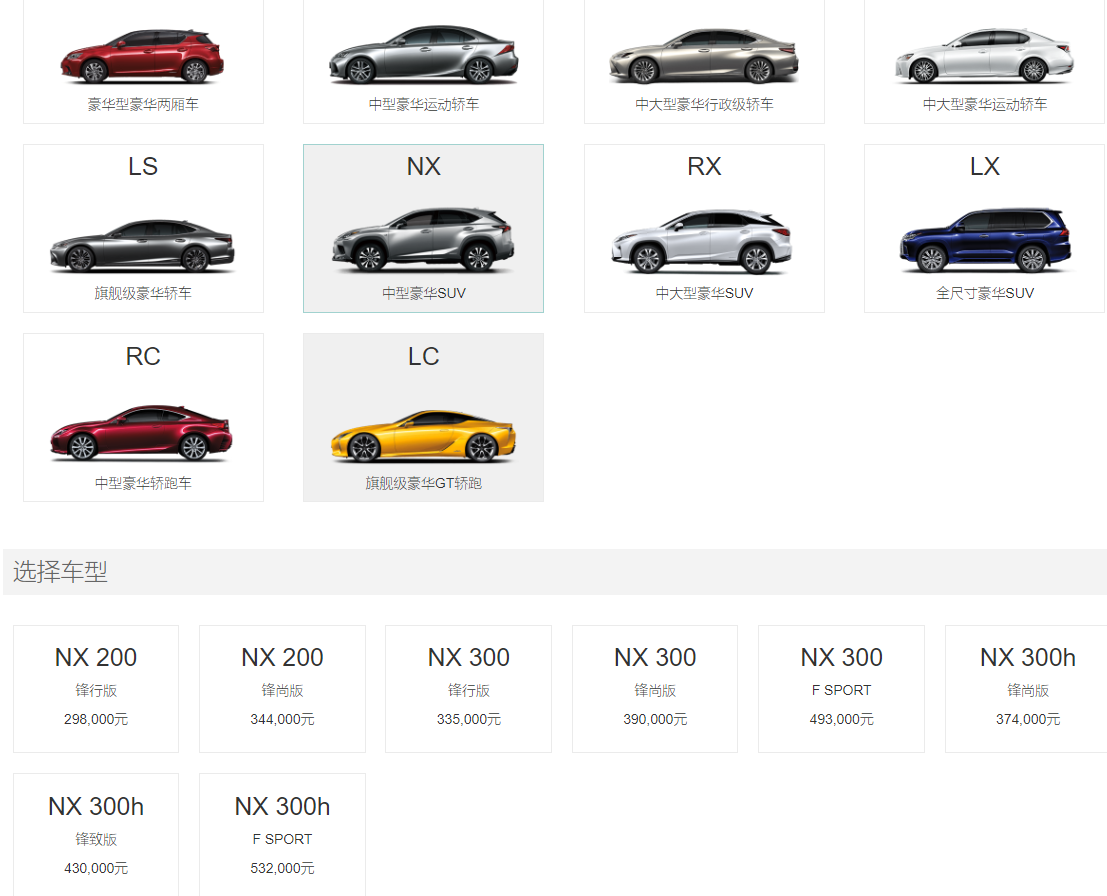 豪华型豪华两厢车
中型豪华运动轿车
中大型豪华行政级轿车
中大型豪华运动轿车
LS
NX
RX
LX
旗舰级豪华轿车
中型豪华SUV
中大型豪华SUV
全尺寸豪华SUV
RC
LC
中型豪华轿跑车
旗舰级豪华GT轿跑
选择车型
NX 200
锋行版
298,000元
NX 200
锋尚版
344,000元
NX 300
锋行版
335,000元
NX 300
锋尚版
390,000元
NX 300
F SPORT
493,000元
NX 300h
锋尚版
374,000元
NX 300h
锋致版
430,000元
NX 300h
F SPORT
532,000元